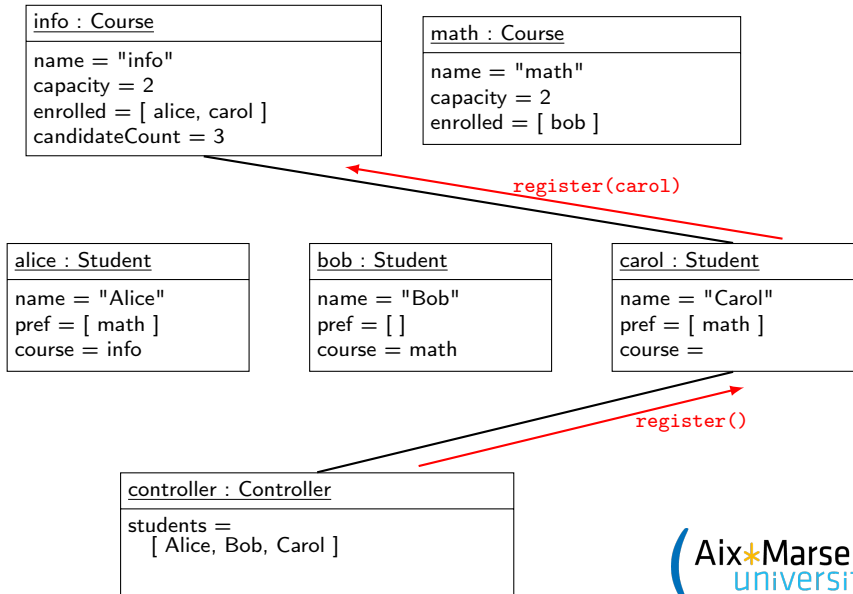 info : Course
name = "info"
capacity = 2
enrolled = [ alice, carol ]
candidateCount = 3
math : Course
name = "math"
capacity = 2
enrolled = [ bob ]
register(carol)
alice : Student
name = "Alice"
pref = [ math ]
course = info
bob : Student
name = "Bob"
pref = [ ]
course = math
carol : Student
name = "Carol"
pref = [ math ]
course =
register()
controller : Controller
students =
[ Alice, Bob, Carol ]
Aix*Marse
universit